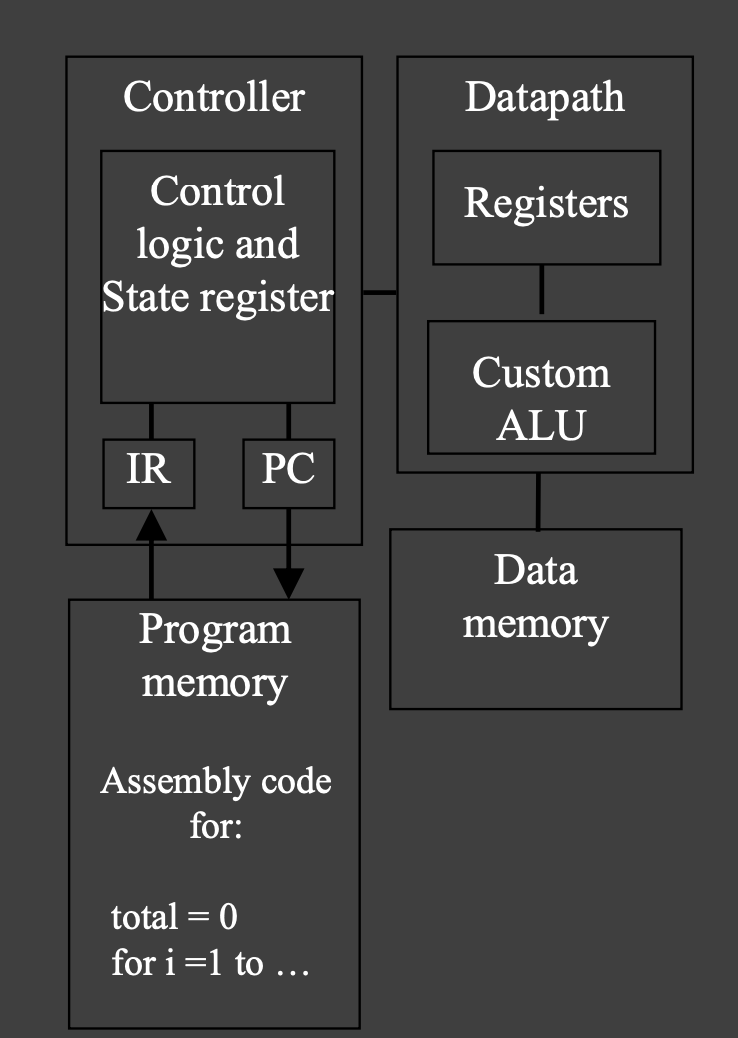 Controller
Control
logic and
State register
IR
PC
Datapath
Registers
Custom
ALU
Data
memory
Program
memory
Assembly code
for:
total = 0
for i =1 to …